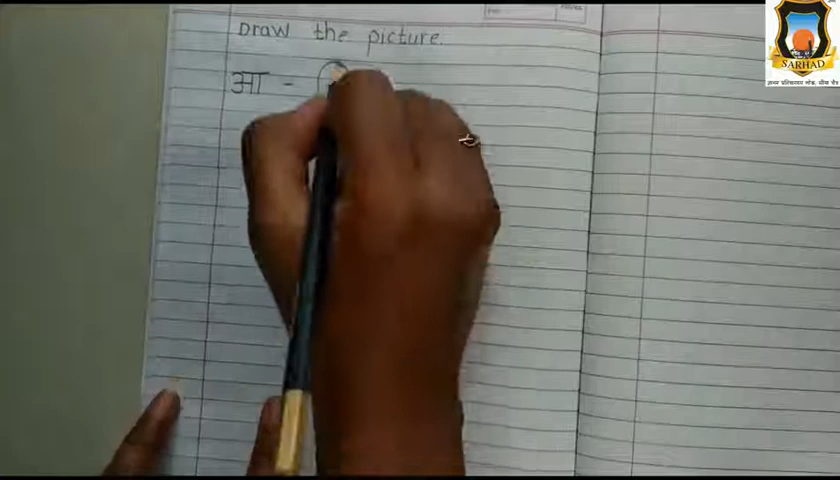 SARHAD
Draw the picture.
आ -